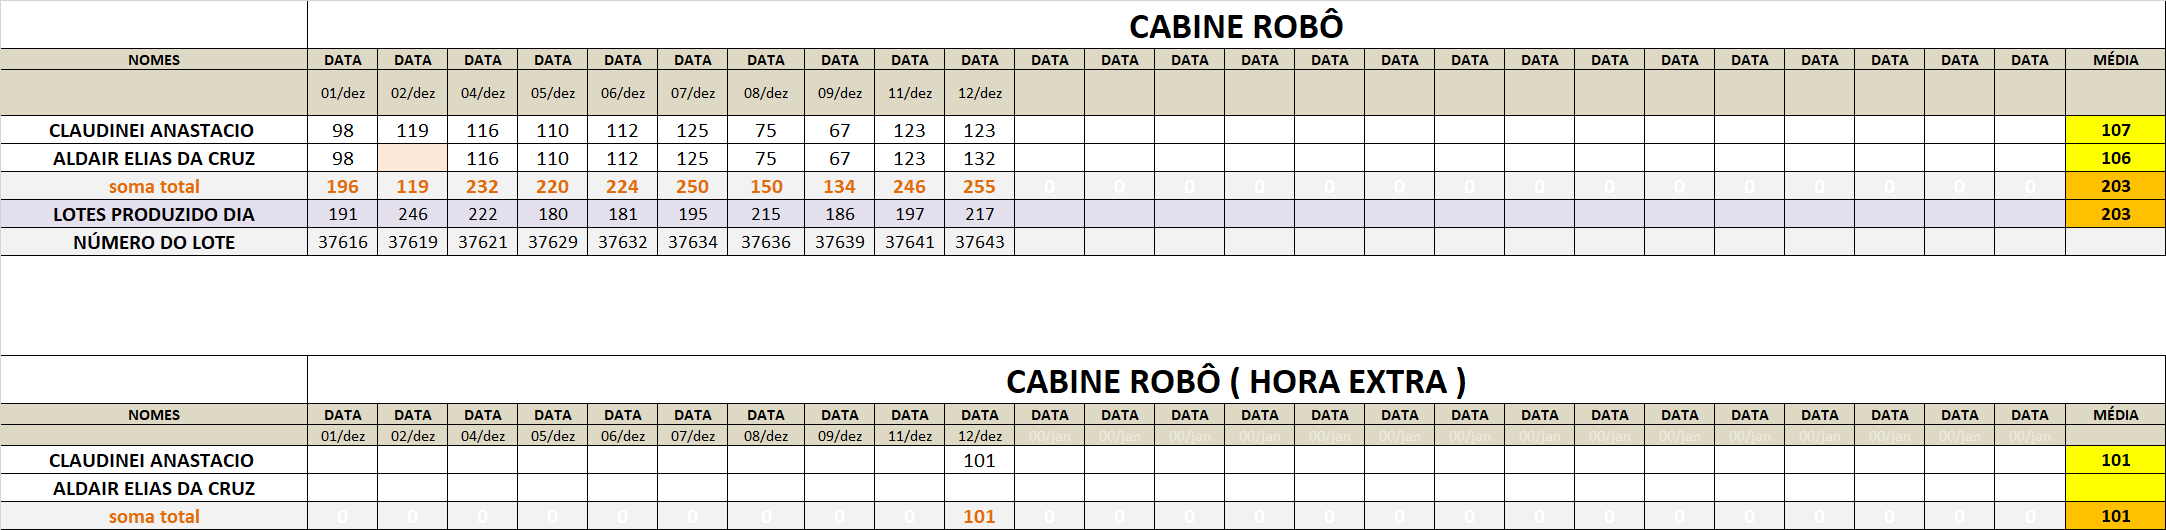 CABINE ROBÔ
NOMES DATA DATA DATA DATA DATA DATA DATA DATA DATA DATA DATA DATA DATA DATA DATA DATA DATA DATA DATA DATA DATA DATA DATA DATA DATA MÉDIA
01/dez 02/dez 04/dez 05/dez 06/dez 07/dez 08/dez 09/dez 11/dez 12/dez
CLAUDINEI ANASTACIO 98 119 116 110 112 125 75 67 123 123 107
ALDAIR ELIAS DA CRUZ 98 116 110 112 125 75 67 123 132 106
soma total 196 119 232 220 224 250 150 134 246 255 0 0 0 0 0 0 0 0 0 0 0 0 0 0 0 203
LOTES PRODUZIDO DIA 191 246 222 180 181 195 215 186 197 217 203
NÚMERO DO LOTE 37616 37619 37621 37629 37632 37634 37636 37639 37641 37643
CABINE ROBÔ ( HORA EXTRA )
NOMES DATA DATA DATA DATA DATA DATA DATA DATA DATA DATA DATA DATA DATA DATA DATA DATA DATA DATA DATA DATA DATA DATA DATA DATA DATA MÉDIA
01/dez 02/dez 04/dez 05/dez 06/dez 07/dez 08/dez 09/dez 11/dez 12/dez 00/jan 00/jan 00/jan 00/jan 00/jan 00/jan 00/jan 00/jan 00/jan 00/jan 00/jan 00/jan 00/jan 00/jan 00/jan
CLAUDINEI ANASTACIO 101 101
ALDAIR ELIAS DA CRUZ
soma total 0 0 0 0 0 0 0 0 0 101 0 0 0 0 0 0 0 0 0 0 0 0 0 0 0 101